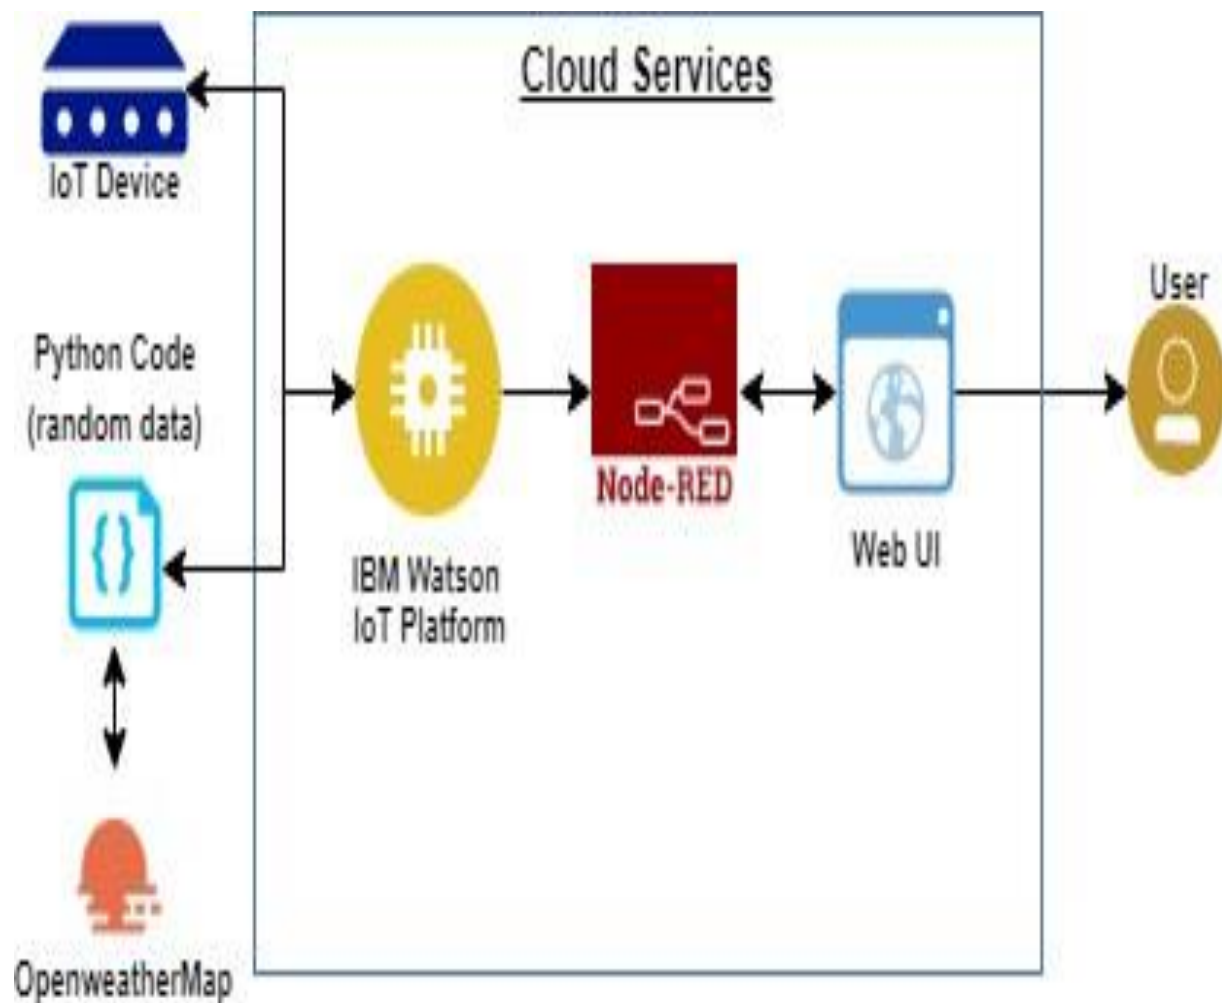 Cloud Services
IoT Device
User
Python Code
(random data)
Node-RED
Web UI
IBM Watson
IoT Platform
OpenweatherMap